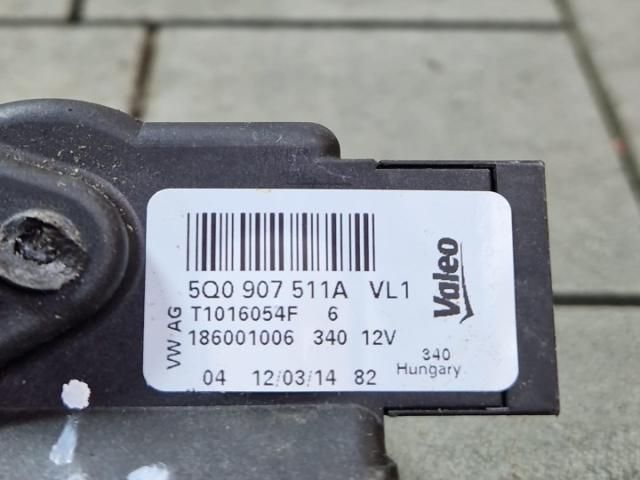 5Q0 907 511A VL1
T1016054F 6
186001006 340 12V
04 12/03/14 82
VW AG
Valeo
340
Hungary